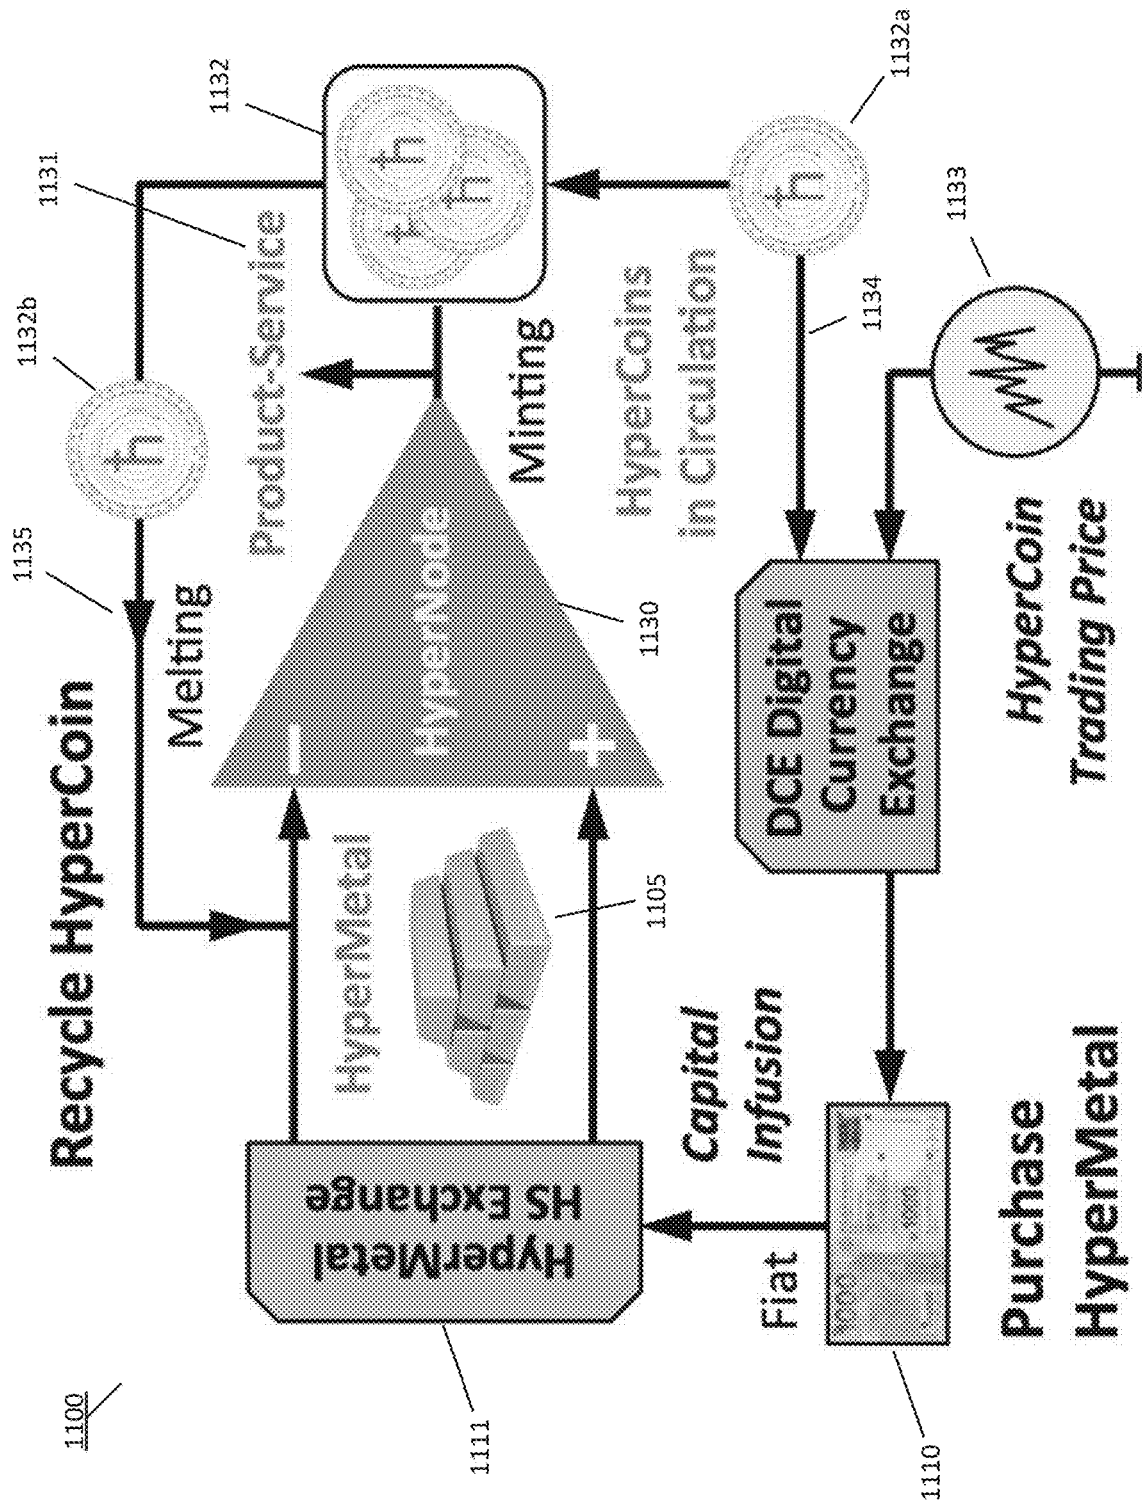 1100
Recycle HyperCoin
1135
1132b
1131
1132
Melting
Product-Service
HyperMetal
HS Exchange
1111
HyperMetal
1105
−
+
HyperNode
1130
Minting
ħ
ħ
ħ
ħ
HyperCoins
in Circulation
ħ
1132a
Fiat
Capital
Infusion
DCE Digital
Currency
Exchange
1134
1133
1110
Purchase
HyperMetal
HyperCoin
Trading Price